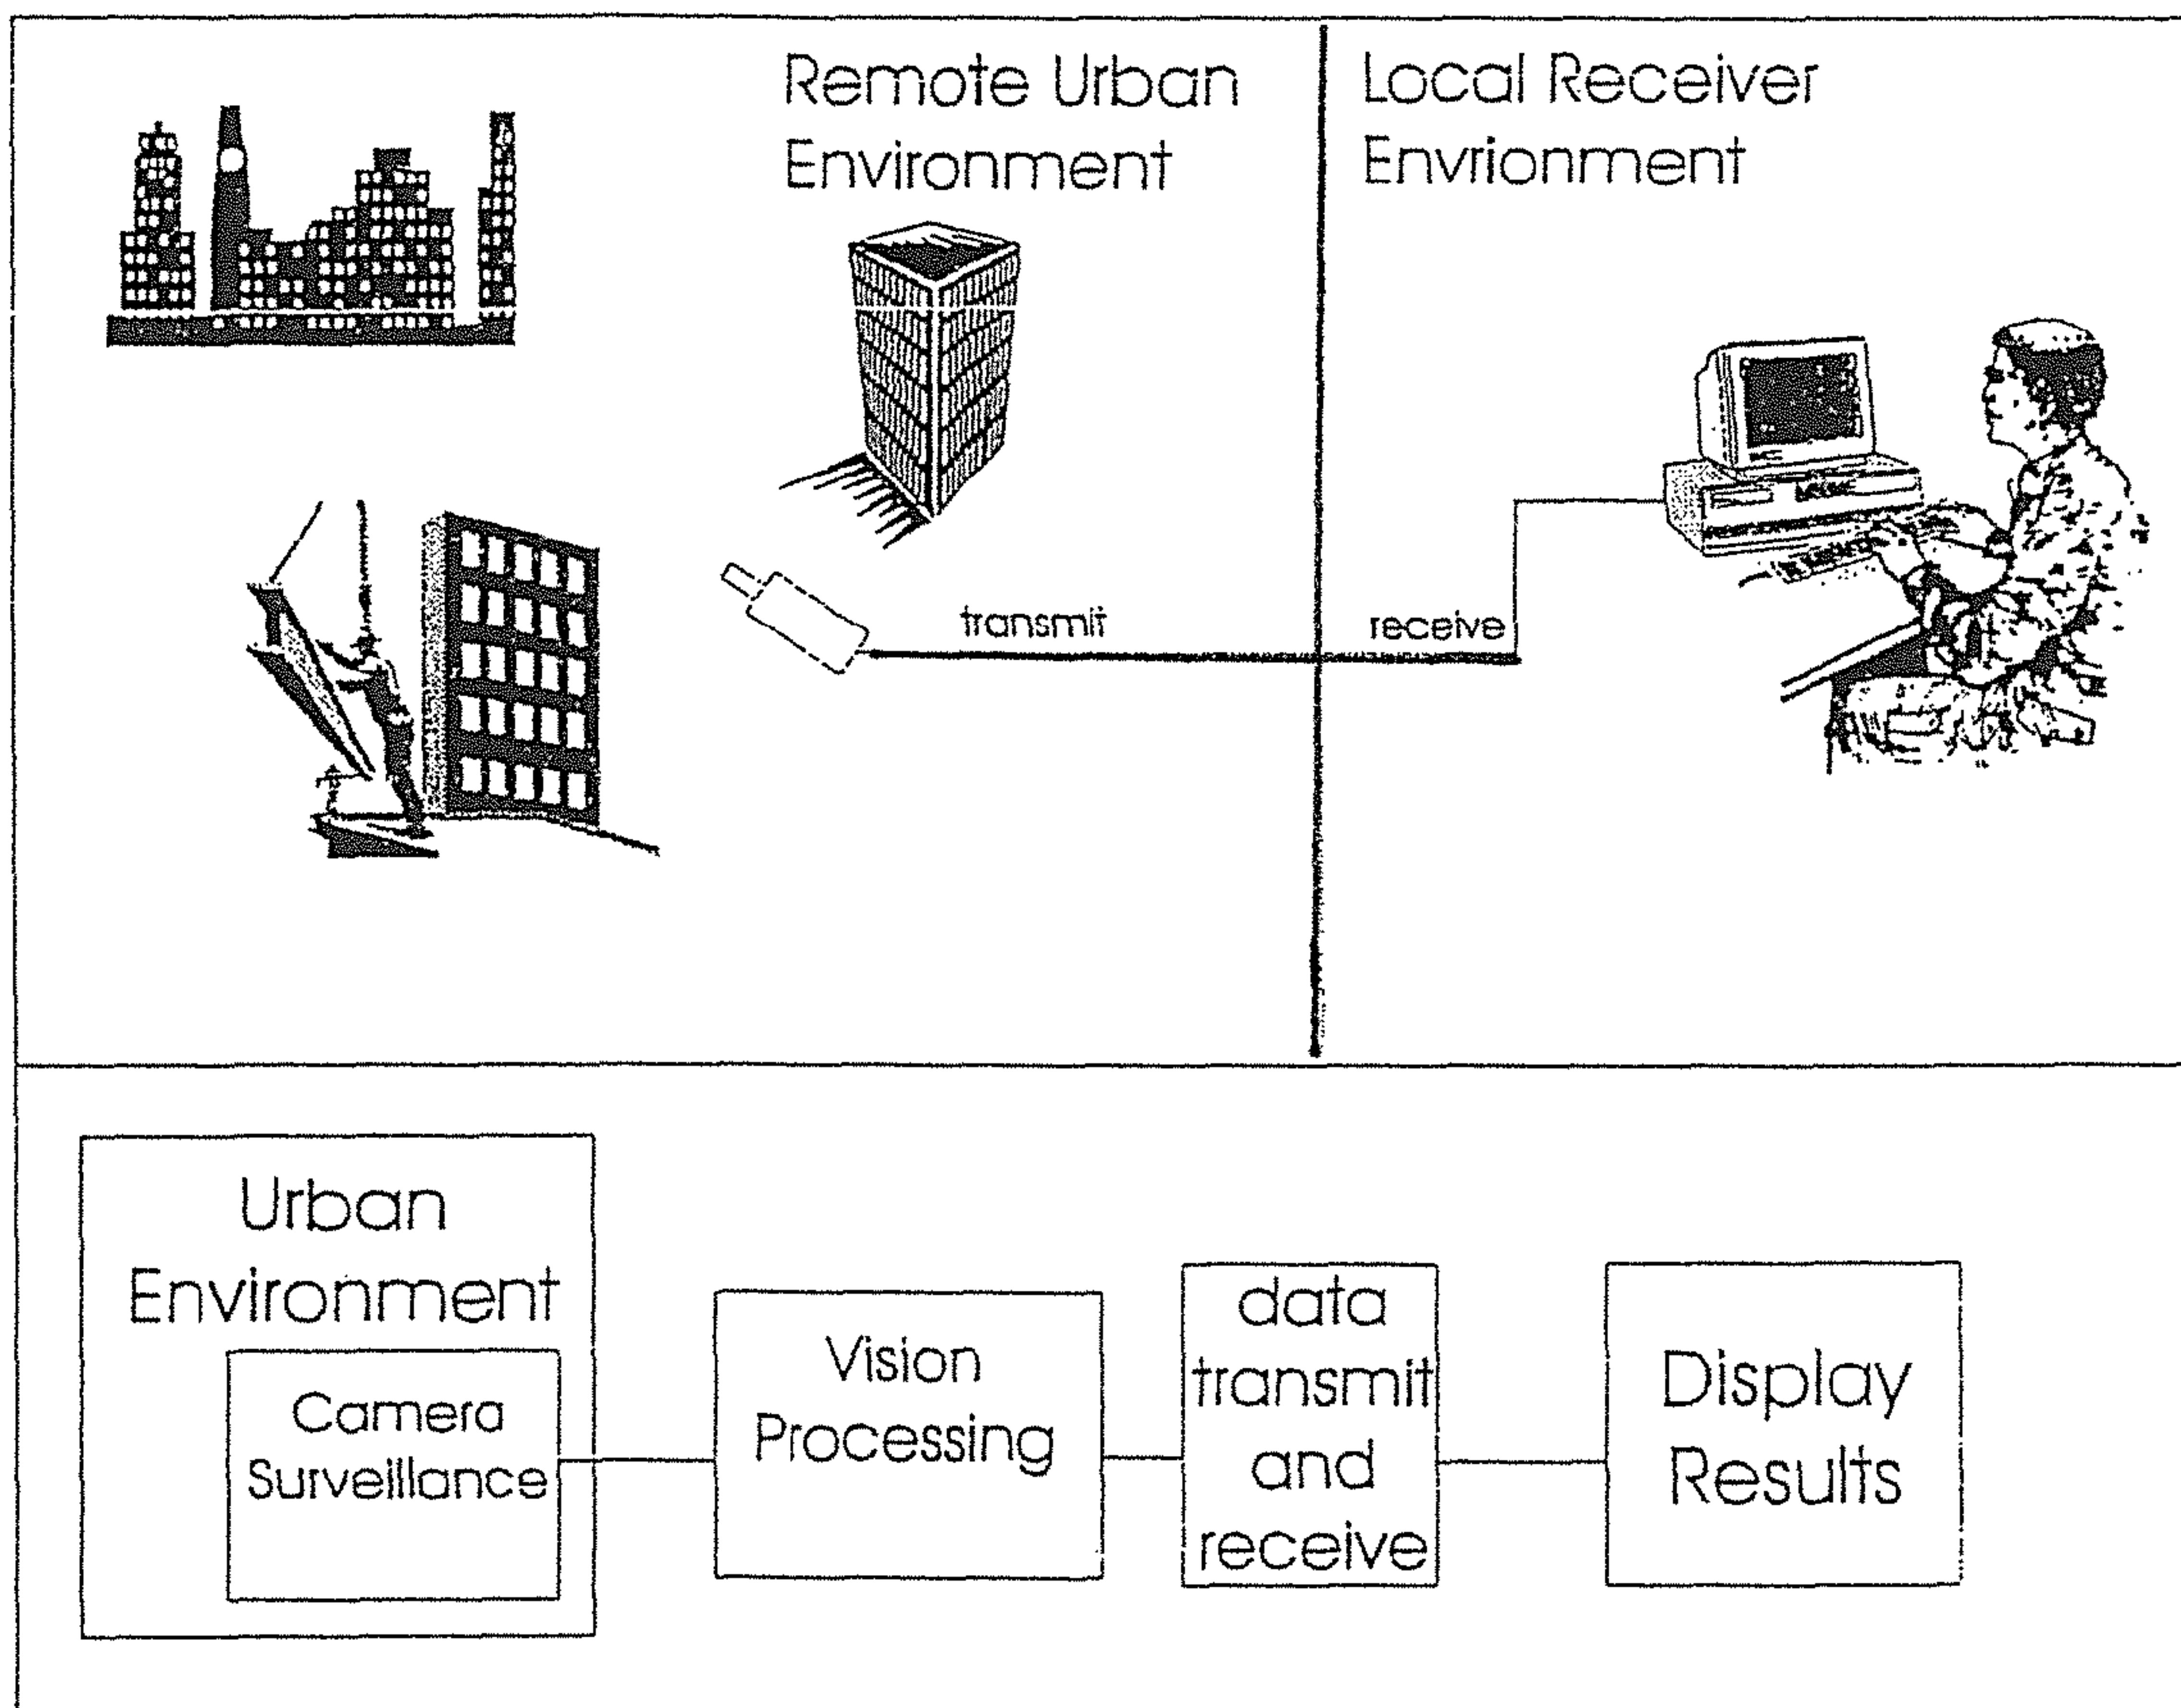 Remote Urban
Environment
Local Receiver
Envrionment
transmit
receive
Urban
Environment
Camera
Surveillance
Vision
Processing
data
transmit
and
receive
Display
Results